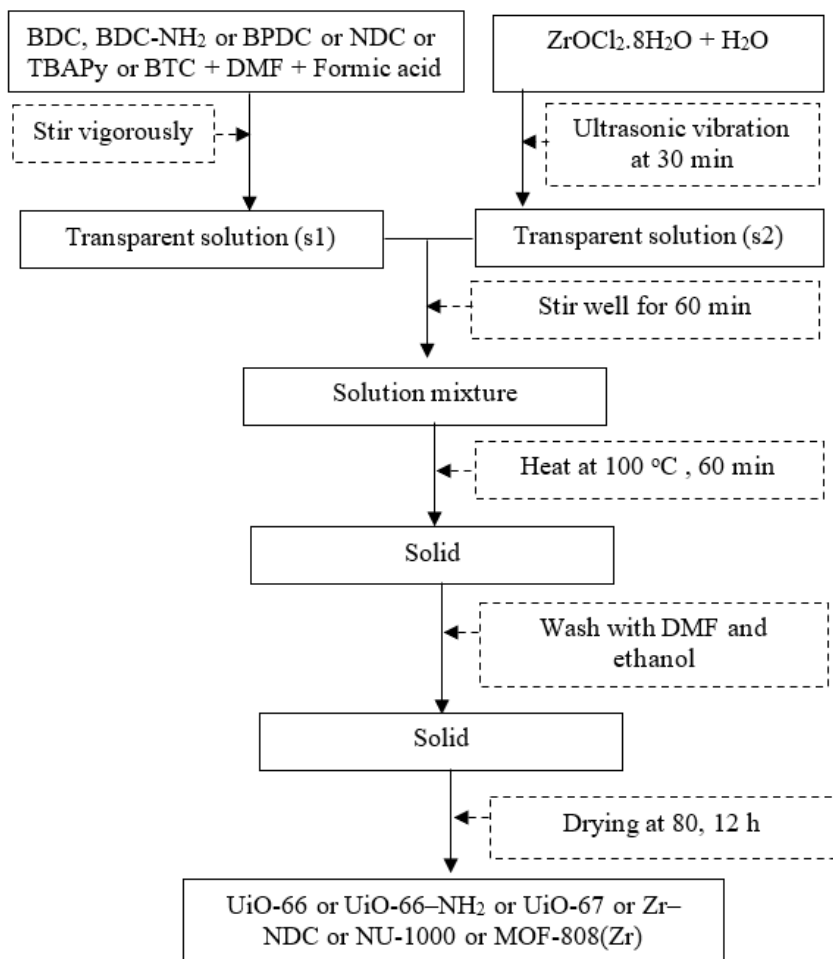 BDC, BDC-NH₂ or BPDC or NDC or
TBAPy or BTC + DMF + Formic acid
ZrOCl2.8H2O + H2O
Stir vigorously
Ultrasonic vibration
at 30 min
Transparent solution (s1)
Transparent solution (s2)
Stir well for 60 min
Solution mixture
Heat at 100 °C , 60 min
Solid
Wash with DMF and
ethanol
Solid
Drying at 80, 12 h
UiO-66 or UiO-66–NH₂ or UiO-67 or Zr–
NDC or NU-1000 or MOF-808(Zr)